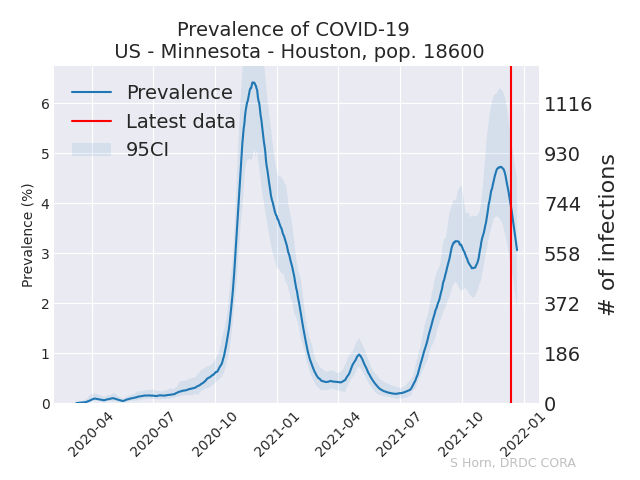 Prevalence of COVID-19
US - Minnesota - Houston, pop. 18600
Prevalence
Latest data
95CI
Prevalence (%)
6
5
4
3
2
1
0
1116
930
744
558
372
186
0
# of infections
2020-04
2020-07
2020-10
2021-01
2021-04
2021-07
2021-10
2022-01
S Horn, DRDC CORA